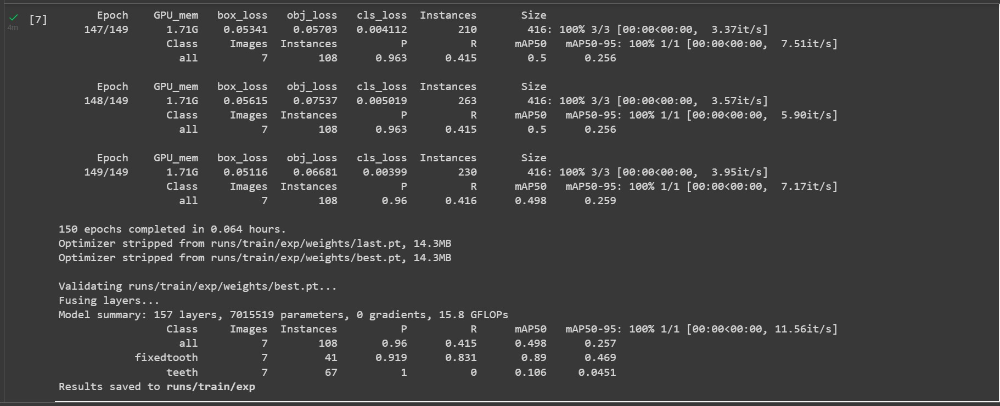 [7] Epoch GPU_mem box_loss obj_loss cls_loss Instances Size
4m 147/149 1.71G 0.05341 0.05703 0.004112 210 416: 100% 3/3 [00:00<00:00, 3.37it/s]
Class Images Instances P R mAP50 mAP50-95: 100% 1/1 [00:00<00:00, 7.51it/s]
all 7 108 0.963 0.415 0.5 0.256
Epoch GPU_mem box_loss obj_loss cls_loss Instances Size
148/149 1.71G 0.05615 0.07537 0.005019 263 416: 100% 3/3 [00:00<00:00, 3.57it/s]
Class Images Instances P R mAP50 mAP50-95: 100% 1/1 [00:00<00:00, 5.90it/s]
all 7 108 0.963 0.415 0.5 0.256
Epoch GPU_mem box_loss obj_loss cls_loss Instances Size
149/149 1.71G 0.05116 0.06681 0.00399 230 416: 100% 3/3 [00:00<00:00, 3.95it/s]
Class Images Instances P R mAP50 mAP50-95: 100% 1/1 [00:00<00:00, 7.17it/s]
all 7 108 0.96 0.416 0.498 0.259
150 epochs completed in 0.064 hours.
Optimizer stripped from runs/train/exp/weights/last.pt, 14.3MB
Optimizer stripped from runs/train/exp/weights/best.pt, 14.3MB
Validating runs/train/exp/weights/best.pt...
Fusing layers...
Model summary: 157 layers, 7015519 parameters, 0 gradients, 15.8 GFLOPs
Class Images Instances P R mAP50 mAP50-95: 100% 1/1 [00:00<00:00, 11.56it/s]
all 7 108 0.96 0.415 0.498 0.257
fixedtooth 7 41 0.919 0.831 0.89 0.469
teeth 7 67 1 0 0.106 0.0451
Results saved to runs/train/exp